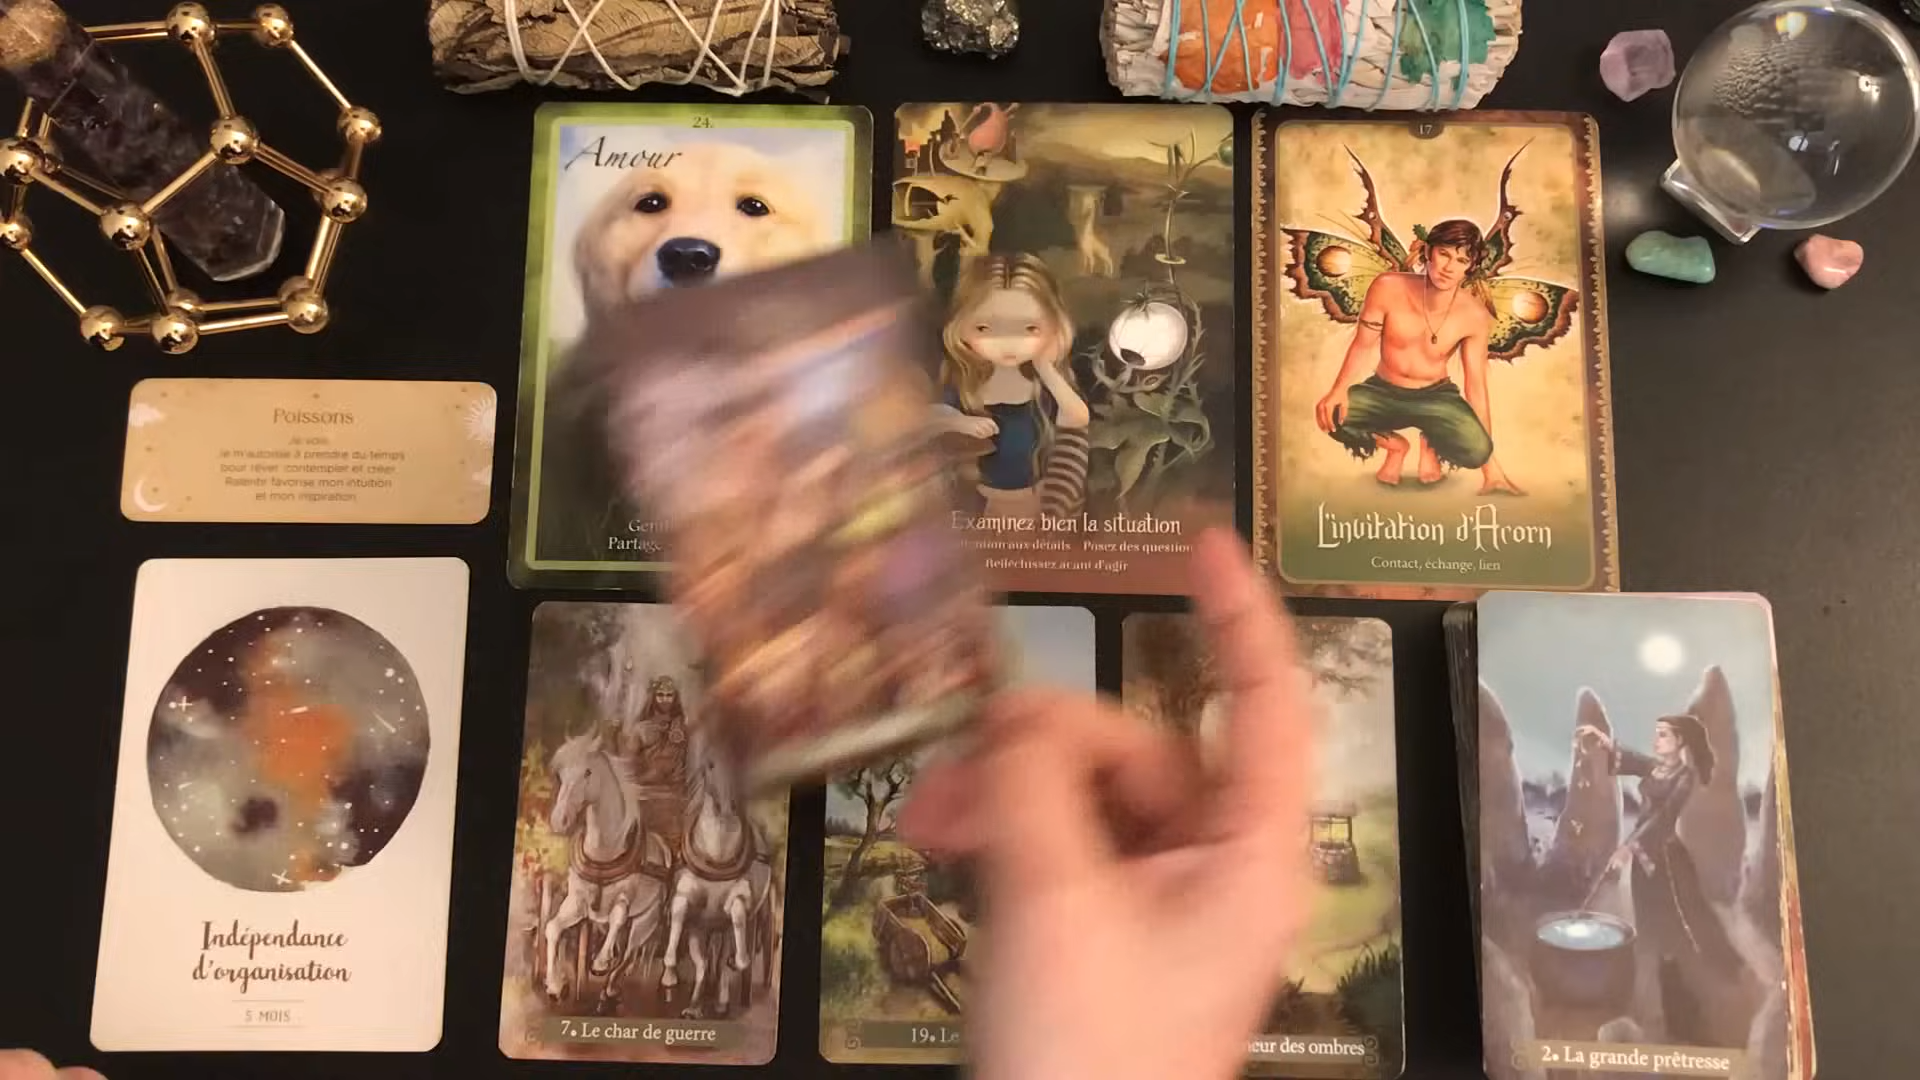 24.
Amour
Partage
Examinez bien la situation
Posez des question
Réfléchissez avant d'agir
17
L'invitation d'Acorn
Contact, échange, lien
Poissons
Je vois
Je m'autorise à prendre du temps
pour rêver, contempler et créer
Ralentir favorise mon intuition
et mon inspiration
Indépendance
d'organisation
5 MOIS
7. Le char de guerre
19. Le
eur des ombres
2. La grande prêtresse